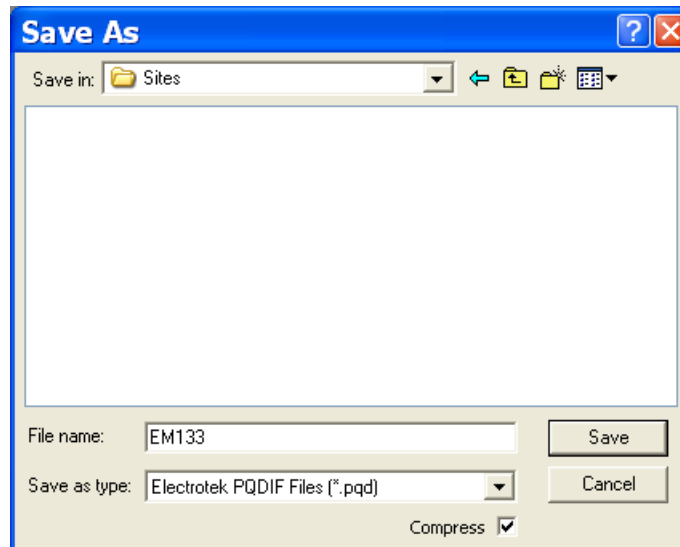 Save As
Save in: Sites
File name: EM133 Save
Save as type: Electrotek PQDIF Files (*.pqd) Cancel
Compress